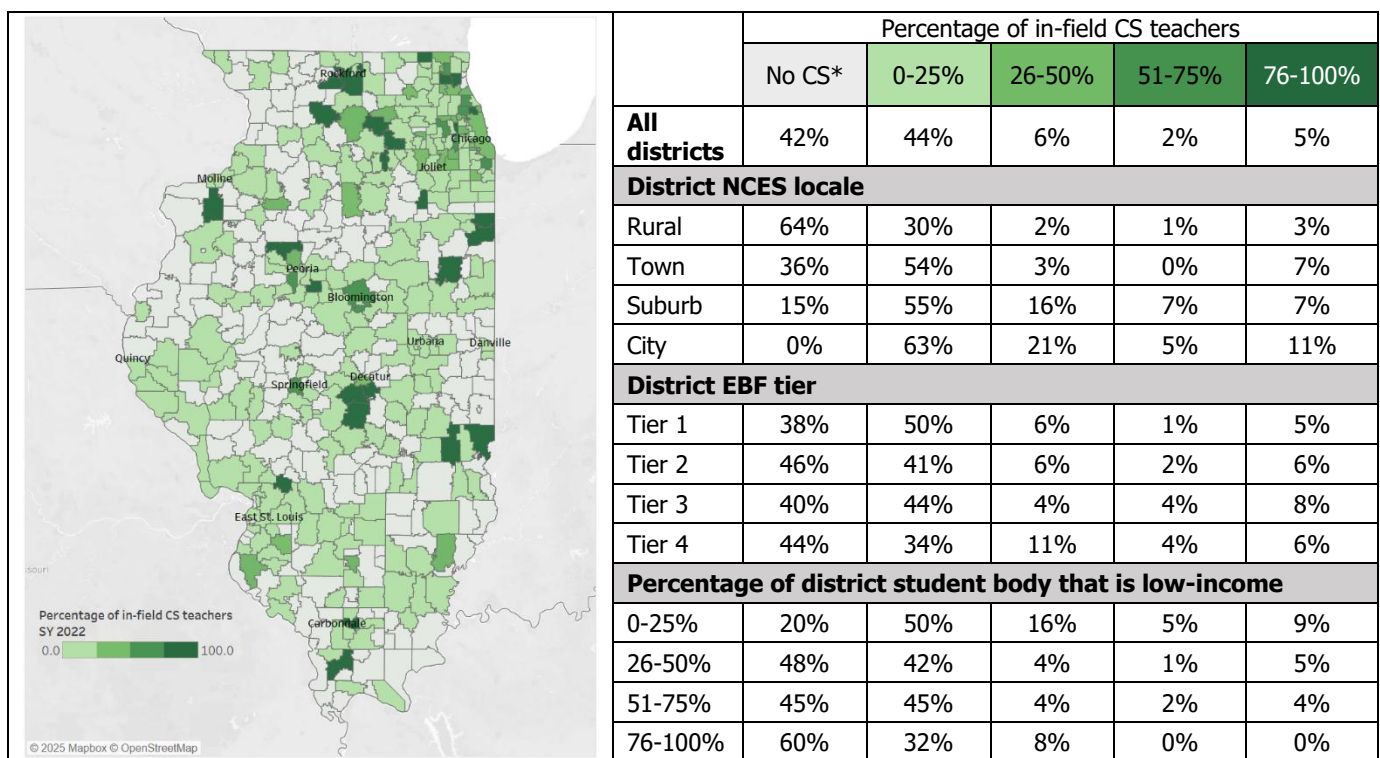 Rockford
Chicago
Joliet
Moline
Peoria
Bloomington
Urbana
Danville
Quincy
Springfield
Decatur
East St. Louis
souri
Carbondale
Percentage of in-field CS teachers
SY 2022
0.0 100.0
© 2025 Mapbox © OpenStreetMap
Percentage of in-field CS teachers
No CS* 0-25% 26-50% 51-75% 76-100%
All
districts 42% 44% 6% 2% 5%
District NCES locale
Rural 64% 30% 2% 1% 3%
Town 36% 54% 3% 0% 7%
Suburb 15% 55% 16% 7% 7%
City 0% 63% 21% 5% 11%
District EBF tier
Tier 1 38% 50% 6% 1% 5%
Tier 2 46% 41% 6% 2% 6%
Tier 3 40% 44% 4% 4% 8%
Tier 4 44% 34% 11% 4% 6%
Percentage of district student body that is low-income
0-25% 20% 50% 16% 5% 9%
26-50% 48% 42% 4% 1% 5%
51-75% 45% 45% 4% 2% 4%
76-100% 60% 32% 8% 0% 0%